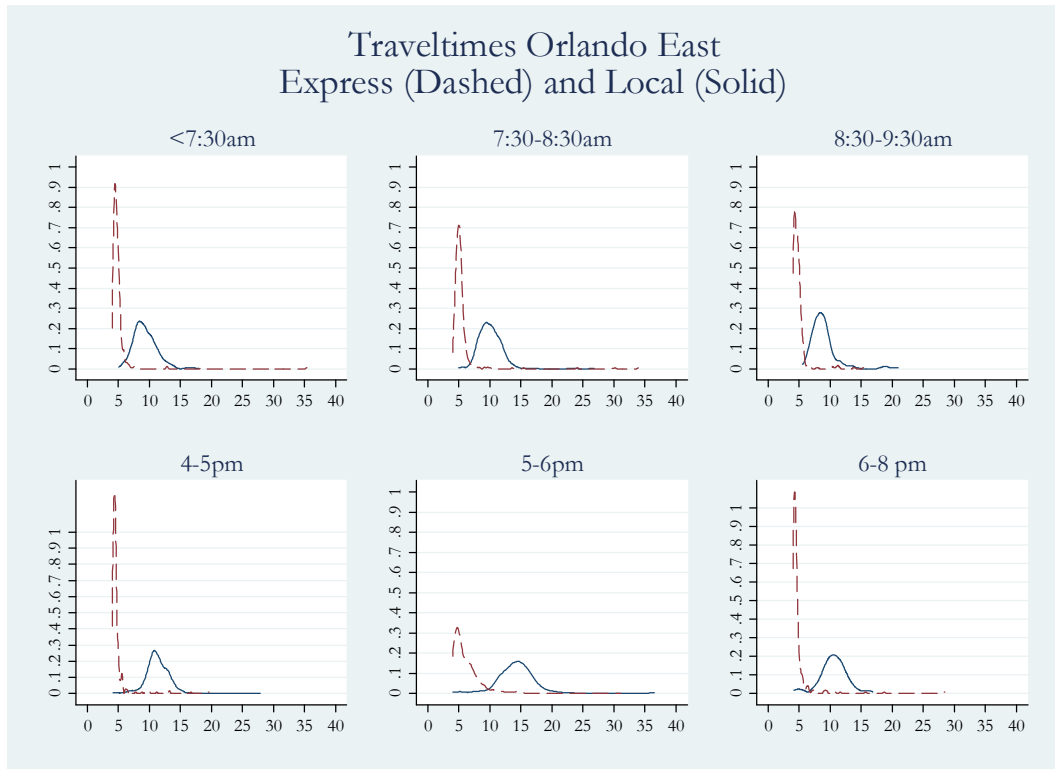 Traveltimes Orlando East
Express (Dashed) and Local (Solid)
<7:30am
7:30-8:30am
8:30-9:30am
0 .1 .2 .3 .4 .5 .6 .7 .8 .9 1
0 .1 .2 .3 .4 .5 .6 .7 .8 .9 1
0 .1 .2 .3 .4 .5 .6 .7 .8 .9 1
0 5 10 15 20 25 30 35 40
0 5 10 15 20 25 30 35 40
0 5 10 15 20 25 30 35 40
4-5pm
5-6pm
6-8 pm
0 .1 .2 .3 .4 .5 .6 .7 .8 .9 1
0 .1 .2 .3 .4 .5 .6 .7 .8 .9 1
0 .1 .2 .3 .4 .5 .6 .7 .8 .9 1
0 5 10 15 20 25 30 35 40
0 5 10 15 20 25 30 35 40
0 5 10 15 20 25 30 35 40